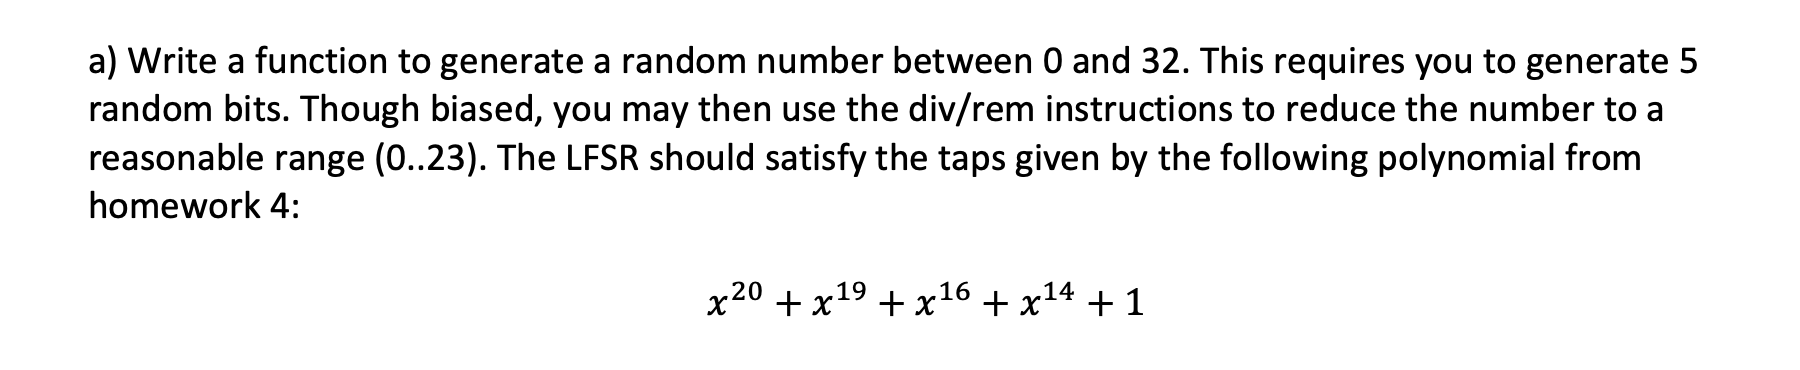 a) Write a function to generate a random number between 0 and 32. This requires you to generate 5
random bits. Though biased, you may then use the div/rem instructions to reduce the number to a
reasonable range (0..23). The LFSR should satisfy the taps given by the following polynomial from
homework 4:
x²⁰ + x¹⁹ + x¹⁶ + x¹⁴ + 1